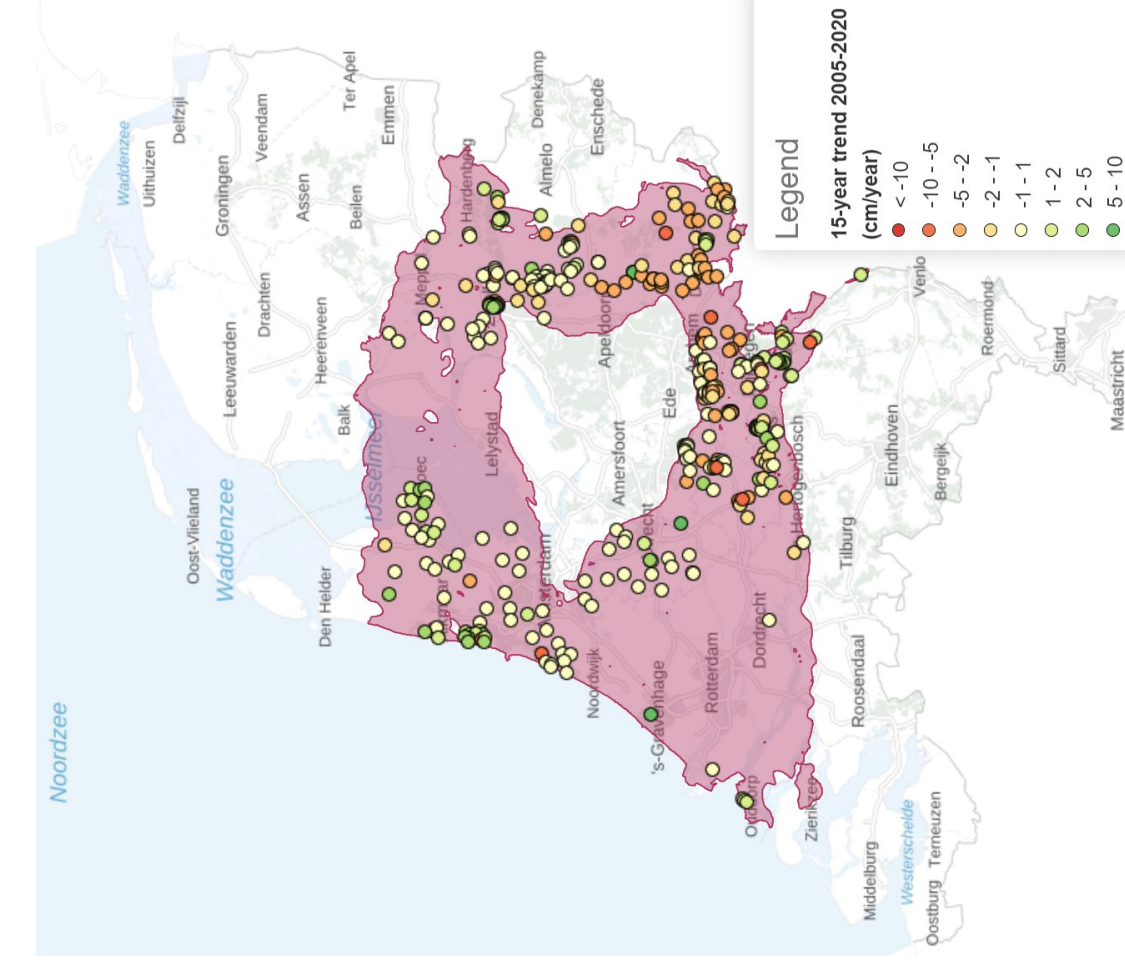 Noordzee
Waddenzee
Waddenzee
Uithuizen
Delfzijl
Groningen
Veendam
Ter Apel
Assen
Beilen
Emmen
Oost-Vlieland
Leeuwarden
Drachten
Heerenveen
Balk
IJsselmeer
Den Helder
Hardenberg
Almelo
Denekamp
Enschede
Lelystad
Apeldoorn
Amersfoort
Ede
Noordwijk
's-Gravenhage
Rotterdam
Dordrecht
Zierikzee
Middelburg
Westerschelde
Oostburg
Terneuzen
Roosendaal
Tilburg
Eindhoven
Bergeijk
Venlo
Roermond
Sittard
Maastricht
Legend
15-year trend 2005-2020
(cm/year)
< -10
-10 - -5
-5 - -2
-2 - -1
-1 - 1
1 - 2
2 - 5
5 - 10